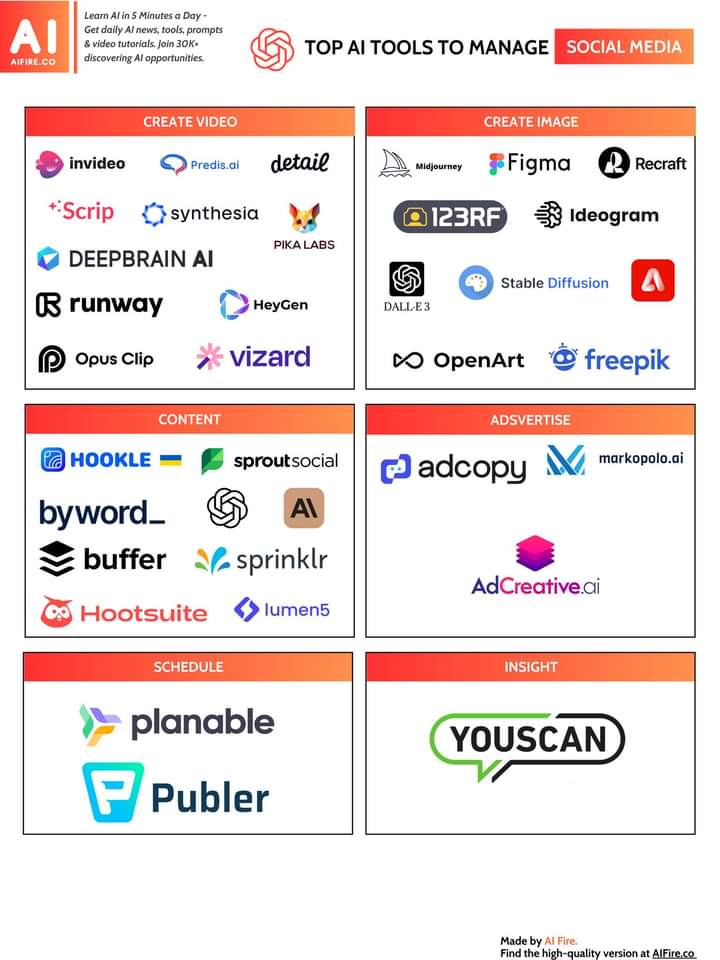 AI
AIFIRE.CO
Learn AI in 5 Minutes a Day -
Get daily AI news, tools, prompts
& video tutorials. Join 30K+
discovering AI opportunities.
TOP AI TOOLS TO MANAGE SOCIAL MEDIA
CREATE VIDEO
invideo Predis.ai detail
Scrip synthesia PIKA LABS
DEEPBRAIN AI
runway HeyGen
Opus Clip vizard
CREATE IMAGE
Midjourney Figma Recraft
123RF Ideogram
DALL·E 3 Stable Diffusion
OpenArt freepik
CONTENT
HOOKLE sproutsocial
byword_ A\
buffer sprinklr
Hootsuite lumen5
ADSVERTISE
adcopy markopolo.ai
AdCreative.ai
SCHEDULE
planable
Publer
INSIGHT
YOUSCAN
Made by AI Fire.
Find the high-quality version at AIFire.co